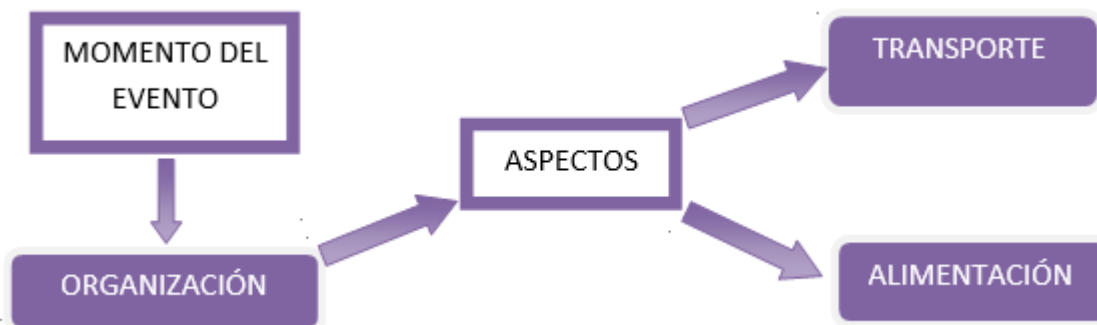 MOMENTO DEL
EVENTO
TRANSPORTE
ASPECTOS
ORGANIZACIÓN
ALIMENTACIÓN